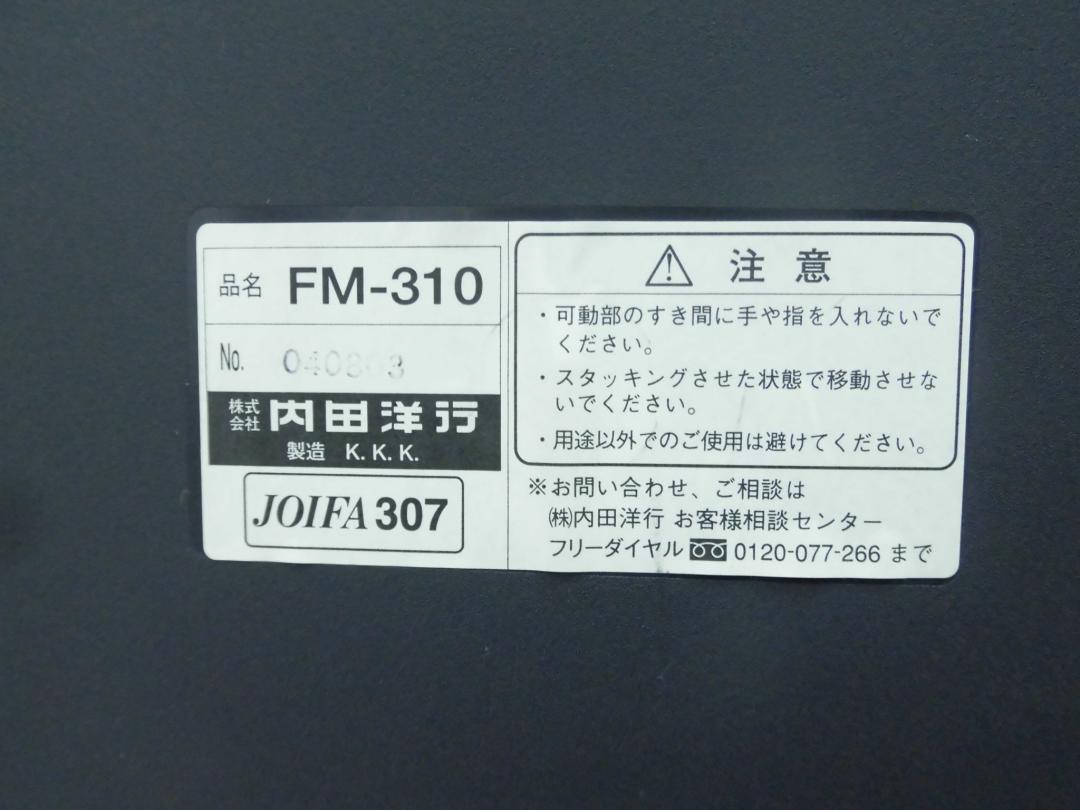 品名 FM-310
No. 040803
株式会社 内田洋行
製造 K.K.K.
JOIFA 307
注意
・可動部のすき間に手や指を入れないで
ください。
・スタッキングさせた状態で移動させな
いでください。
・用途以外でのご使用は避けてください。
※お問い合わせ、ご相談は
㈱内田洋行 お客様相談センター
フリーダイヤル 0120-077-266 まで